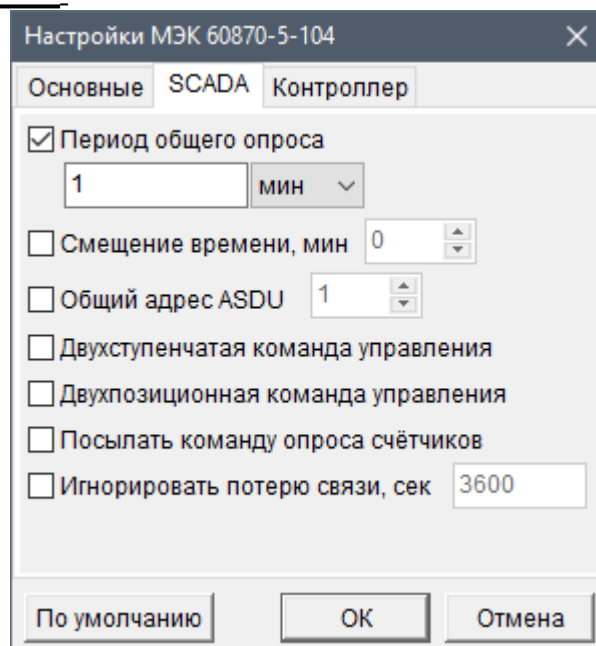 Настройки МЭК 60870-5-104
Основные SCADA Контроллер
Период общего опроса
1 мин
Смещение времени, мин 0
Общий адрес ASDU 1
Двухступенчатая команда управления
Двухпозиционная команда управления
Посылать команду опроса счётчиков
Игнорировать потерю связи, сек 3600
По умолчанию ОК Отмена